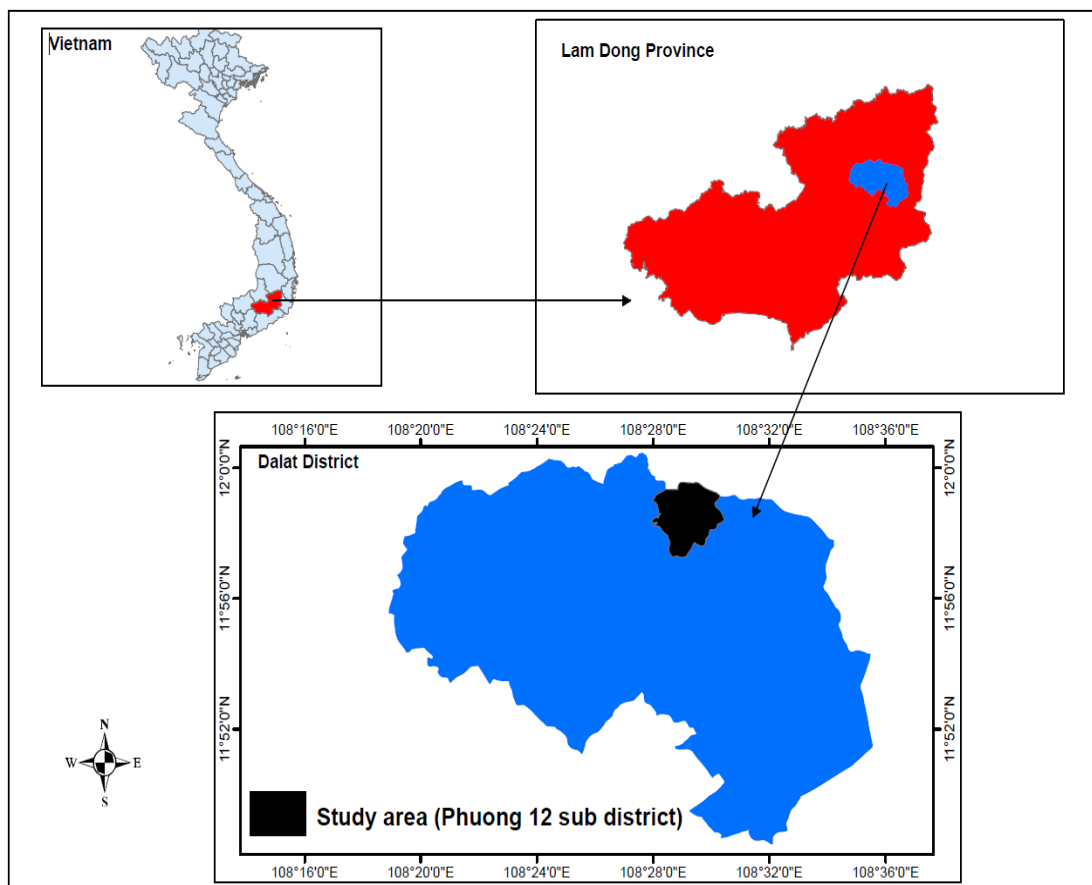 Vietnam
Lam Dong Province
108°16'0"E 108°20'0"E 108°24'0"E 108°28'0"E 108°32'0"E 108°36'0"E
Dalat District
12°0'0"N
12°0'0"N
11°56'0"N
11°56'0"N
11°52'0"N
11°52'0"N
N
W
E
S
Study area (Phuong 12 sub district)
108°16'0"E 108°20'0"E 108°24'0"E 108°28'0"E 108°32'0"E 108°36'0"E